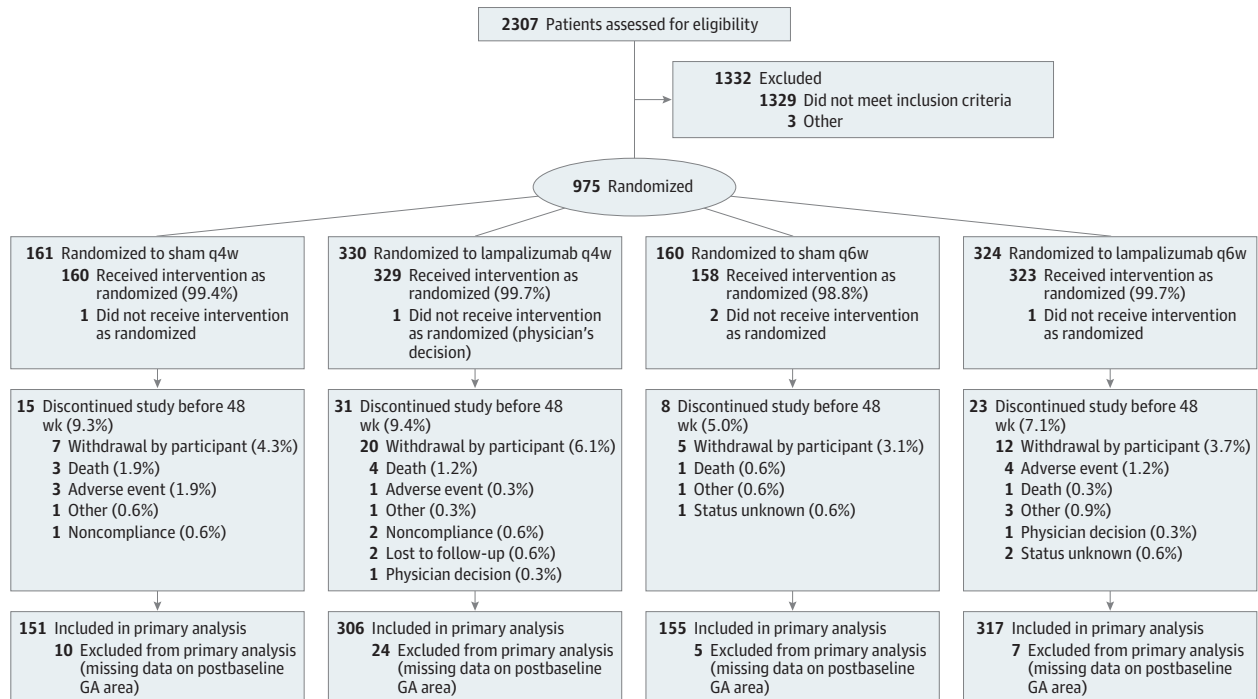 2307 Patients assessed for eligibility
1332 Excluded
1329 Did not meet inclusion criteria
3 Other
975 Randomized
161 Randomized to sham q4w
160 Received intervention as
randomized (99.4%)
1 Did not receive intervention
as randomized
330 Randomized to lampalizumab q4w
329 Received intervention as
randomized (99.7%)
1 Did not receive intervention
as randomized (physician's
decision)
160 Randomized to sham q6w
158 Received intervention as
randomized (98.8%)
2 Did not receive intervention
as randomized
324 Randomized to lampalizumab q6w
323 Received intervention as
randomized (99.7%)
1 Did not receive intervention
as randomized
15 Discontinued study before 48
wk (9.3%)
7 Withdrawal by participant (4.3%)
3 Death (1.9%)
3 Adverse event (1.9%)
1 Other (0.6%)
1 Noncompliance (0.6%)
31 Discontinued study before 48
wk (9.4%)
20 Withdrawal by participant (6.1%)
4 Death (1.2%)
1 Adverse event (0.3%)
1 Other (0.3%)
2 Noncompliance (0.6%)
2 Lost to follow-up (0.6%)
1 Physician decision (0.3%)
8 Discontinued study before 48
wk (5.0%)
5 Withdrawal by participant (3.1%)
1 Death (0.6%)
1 Other (0.6%)
1 Status unknown (0.6%)
23 Discontinued study before 48
wk (7.1%)
12 Withdrawal by participant (3.7%)
4 Adverse event (1.2%)
1 Death (0.3%)
3 Other (0.9%)
1 Physician decision (0.3%)
2 Status unknown (0.6%)
151 Included in primary analysis
10 Excluded from primary analysis
(missing data on postbaseline
GA area)
306 Included in primary analysis
24 Excluded from primary analysis
(missing data on postbaseline
GA area)
155 Included in primary analysis
5 Excluded from primary analysis
(missing data on postbaseline
GA area)
317 Included in primary analysis
7 Excluded from primary analysis
(missing data on postbaseline
GA area)